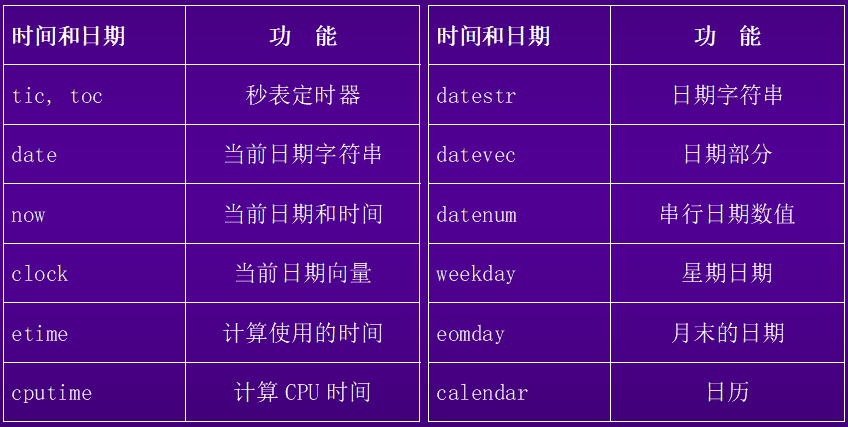 时间和日期 功 能
tic, toc 秒表定时器
date 当前日期字符串
now 当前日期和时间
clock 当前日期向量
etime 计算使用的时间
cputime 计算CPU时间
时间和日期 功 能
datestr 日期字符串
datevec 日期部分
datenum 串行日期数值
weekday 星期日期
eomday 月末的日期
calendar 日历